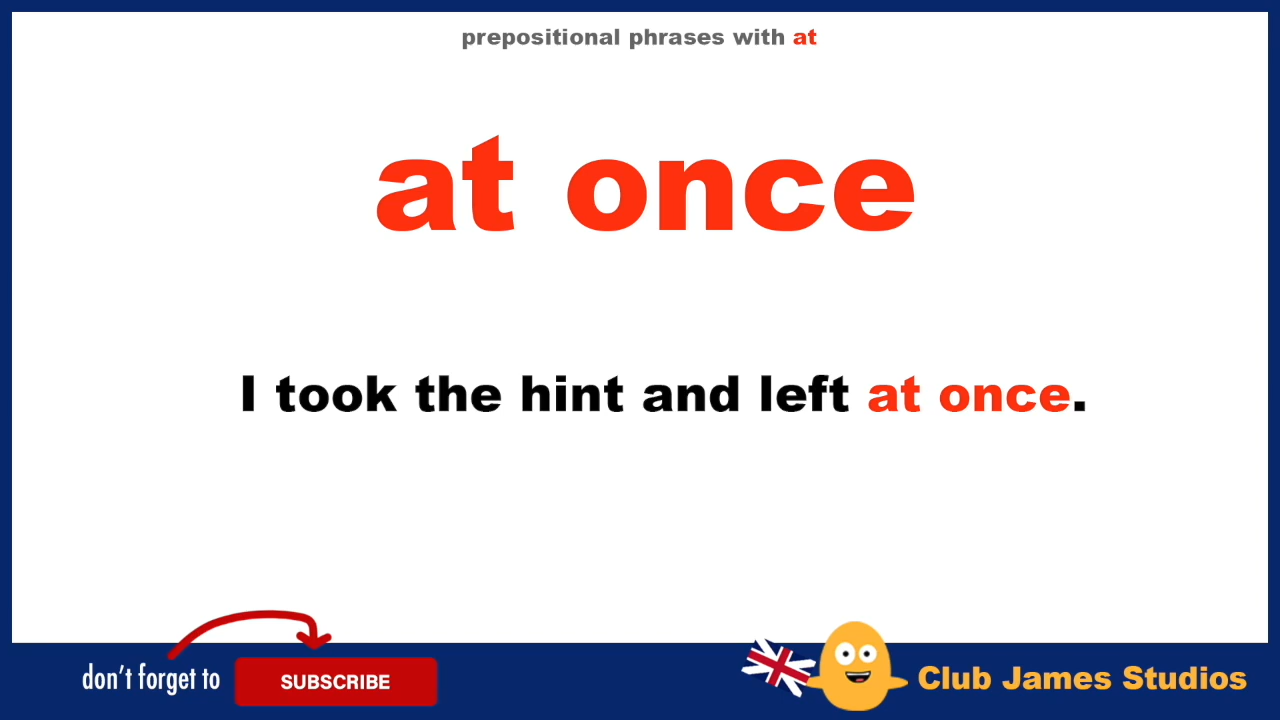 prepositional phrases with at
at once
I took the hint and left at once.
don't forget to
SUBSCRIBE
Club James Studios